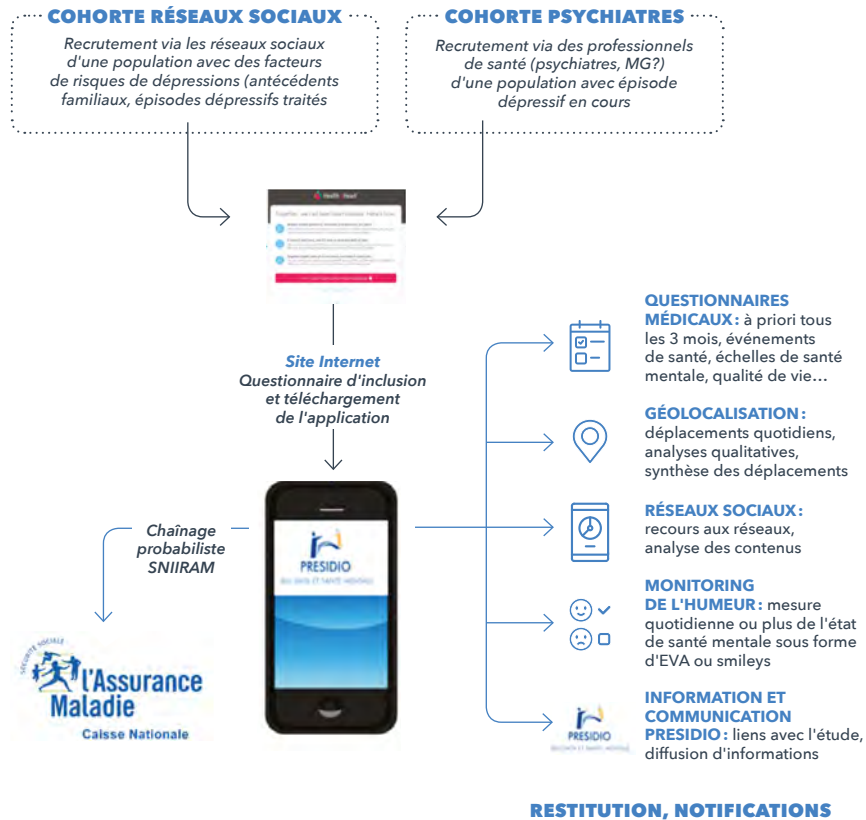 COHORTE RÉSEAUX SOCIAUX
Recrutement via les réseaux sociaux
d'une population avec des facteurs
de risques de dépressions (antécédents
familiaux, épisodes dépressifs traités
COHORTE PSYCHIATRES
Recrutement via des professionnels
de santé (psychiatres, MG?)
d'une population avec épisode
dépressif en cours
Site Internet
Questionnaire d'inclusion
et téléchargement
de l'application
Chaînage
probabiliste
SNIIRAM
PRESIDIO
SÉCURITÉ SOCIALE
l'Assurance
Maladie
Caisse Nationale
QUESTIONNAIRES
MÉDICAUX : à priori tous
les 3 mois, événements
de santé, échelles de santé
mentale, qualité de vie…
GÉOLOCALISATION :
déplacements quotidiens,
analyses qualitatives,
synthèse des déplacements
RÉSEAUX SOCIAUX :
recours aux réseaux,
analyse des contenus
MONITORING
DE L'HUMEUR : mesure
quotidienne ou plus de l'état
de santé mentale sous forme
d'EVA ou smileys
PRESIDIO
INFORMATION ET
COMMUNICATION
PRESIDIO : liens avec l'étude,
diffusion d'informations
RESTITUTION, NOTIFICATIONS